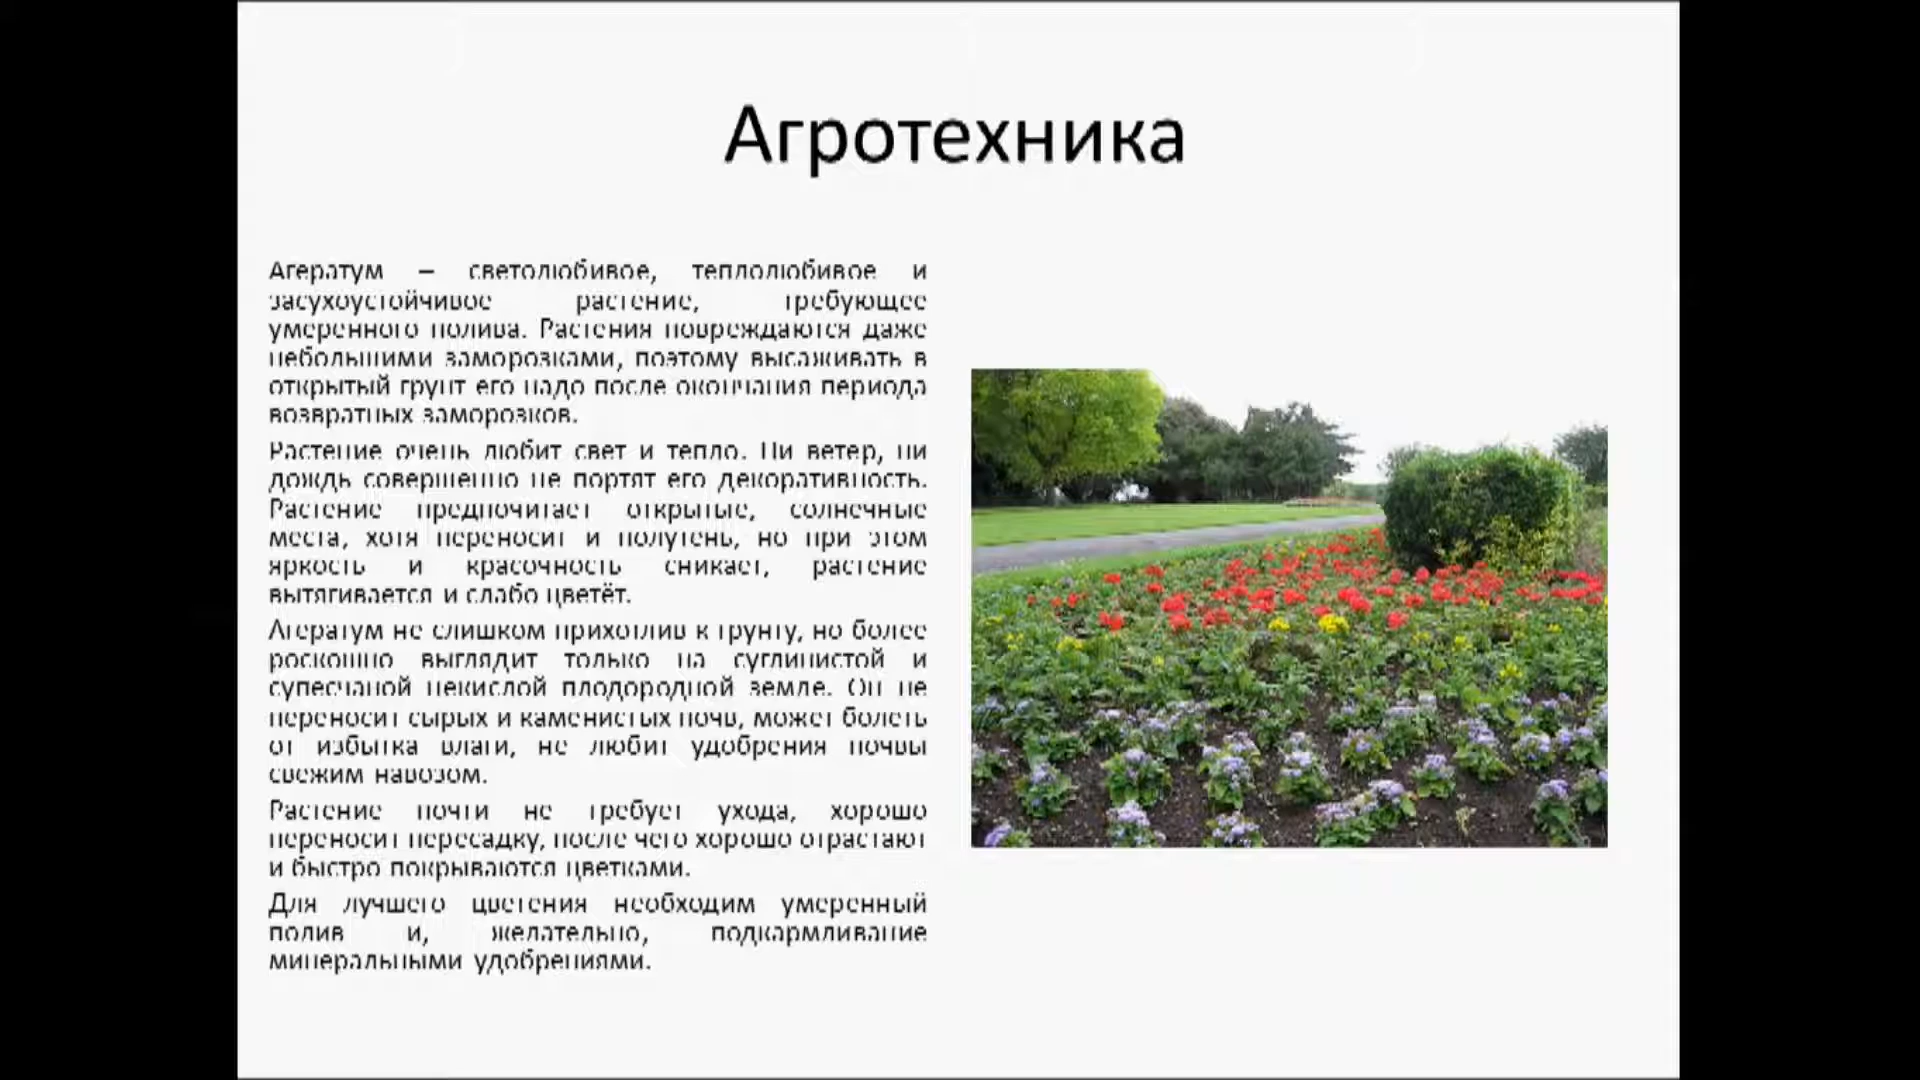 Агротехника
Агератум – светолюбивое, теплолюбивое и
засухоустойчивое растение, требующее
умеренного полива. Растения повреждаются даже
небольшими заморозками, поэтому высаживать в
открытый грунт его надо после окончания периода
возвратных заморозков.
Растение очень любит свет и тепло. Ни ветер, ни
дождь совершенно не портят его декоративность.
Растение предпочитает открытые, солнечные
места, хотя переносит и полутень, но при этом
яркость и красочность сникает, растение
вытягивается и слабо цветёт.
Агератум не слишком прихотлив к грунту, но более
роскошно выглядит только на суглинистой и
супесчаной некислой плодородной земле. Он не
переносит сырых и каменистых почв, может болеть
от избытка влаги, не любит удобрения почвы
свежим навозом.
Растение почти не требует ухода, хорошо
переносит пересадку, после чего хорошо отрастают
и быстро покрываются цветками.
Для лучшего цветения необходим умеренный
полив и, желательно, подкармливание
минеральными удобрениями.